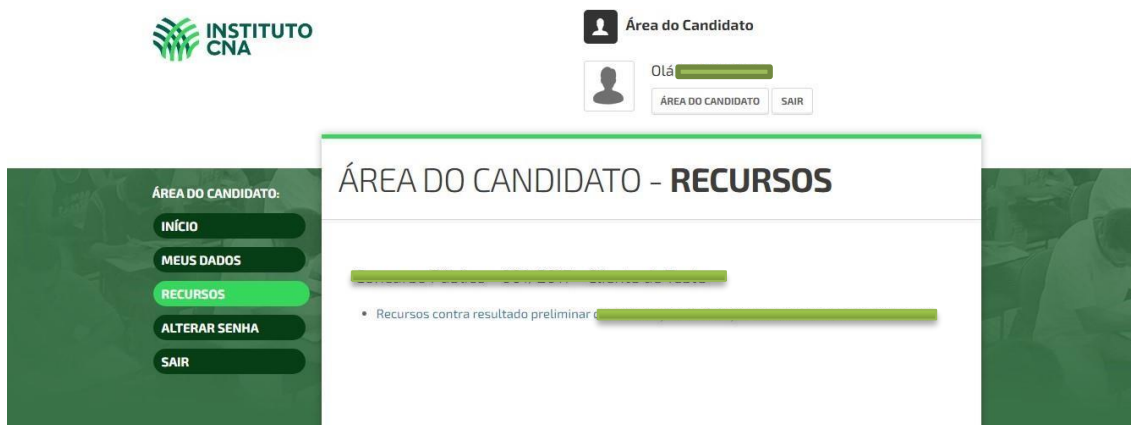 INSTITUTO
CNA
Área do Candidato
Olá
ÁREA DO CANDIDATO SAIR
ÁREA DO CANDIDATO - RECURSOS
ÁREA DO CANDIDATO:
INÍCIO
MEUS DADOS
RECURSOS
ALTERAR SENHA
SAIR
• Recursos contra resultado preliminar